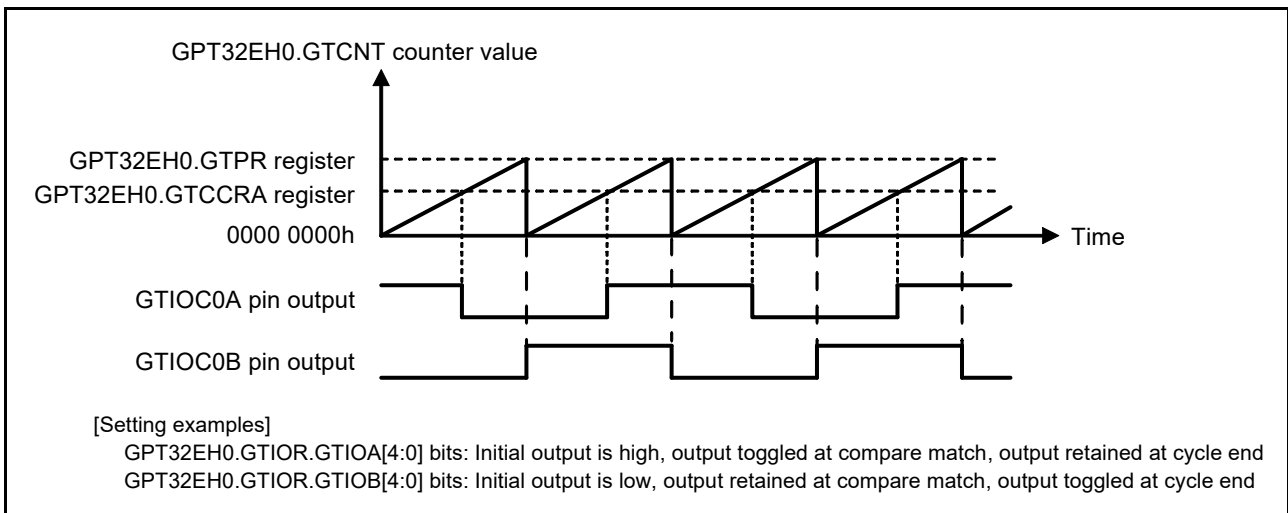 GPT32EH0.GTCNT counter value
GPT32EH0.GTPR register
GPT32EH0.GTCCRA register
0000 0000h
Time
GTIOC0A pin output
GTIOC0B pin output
[Setting examples]
GPT32EH0.GTIOR.GTIOA[4:0] bits: Initial output is high, output toggled at compare match, output retained at cycle end
GPT32EH0.GTIOR.GTIOB[4:0] bits: Initial output is low, output retained at compare match, output toggled at cycle end